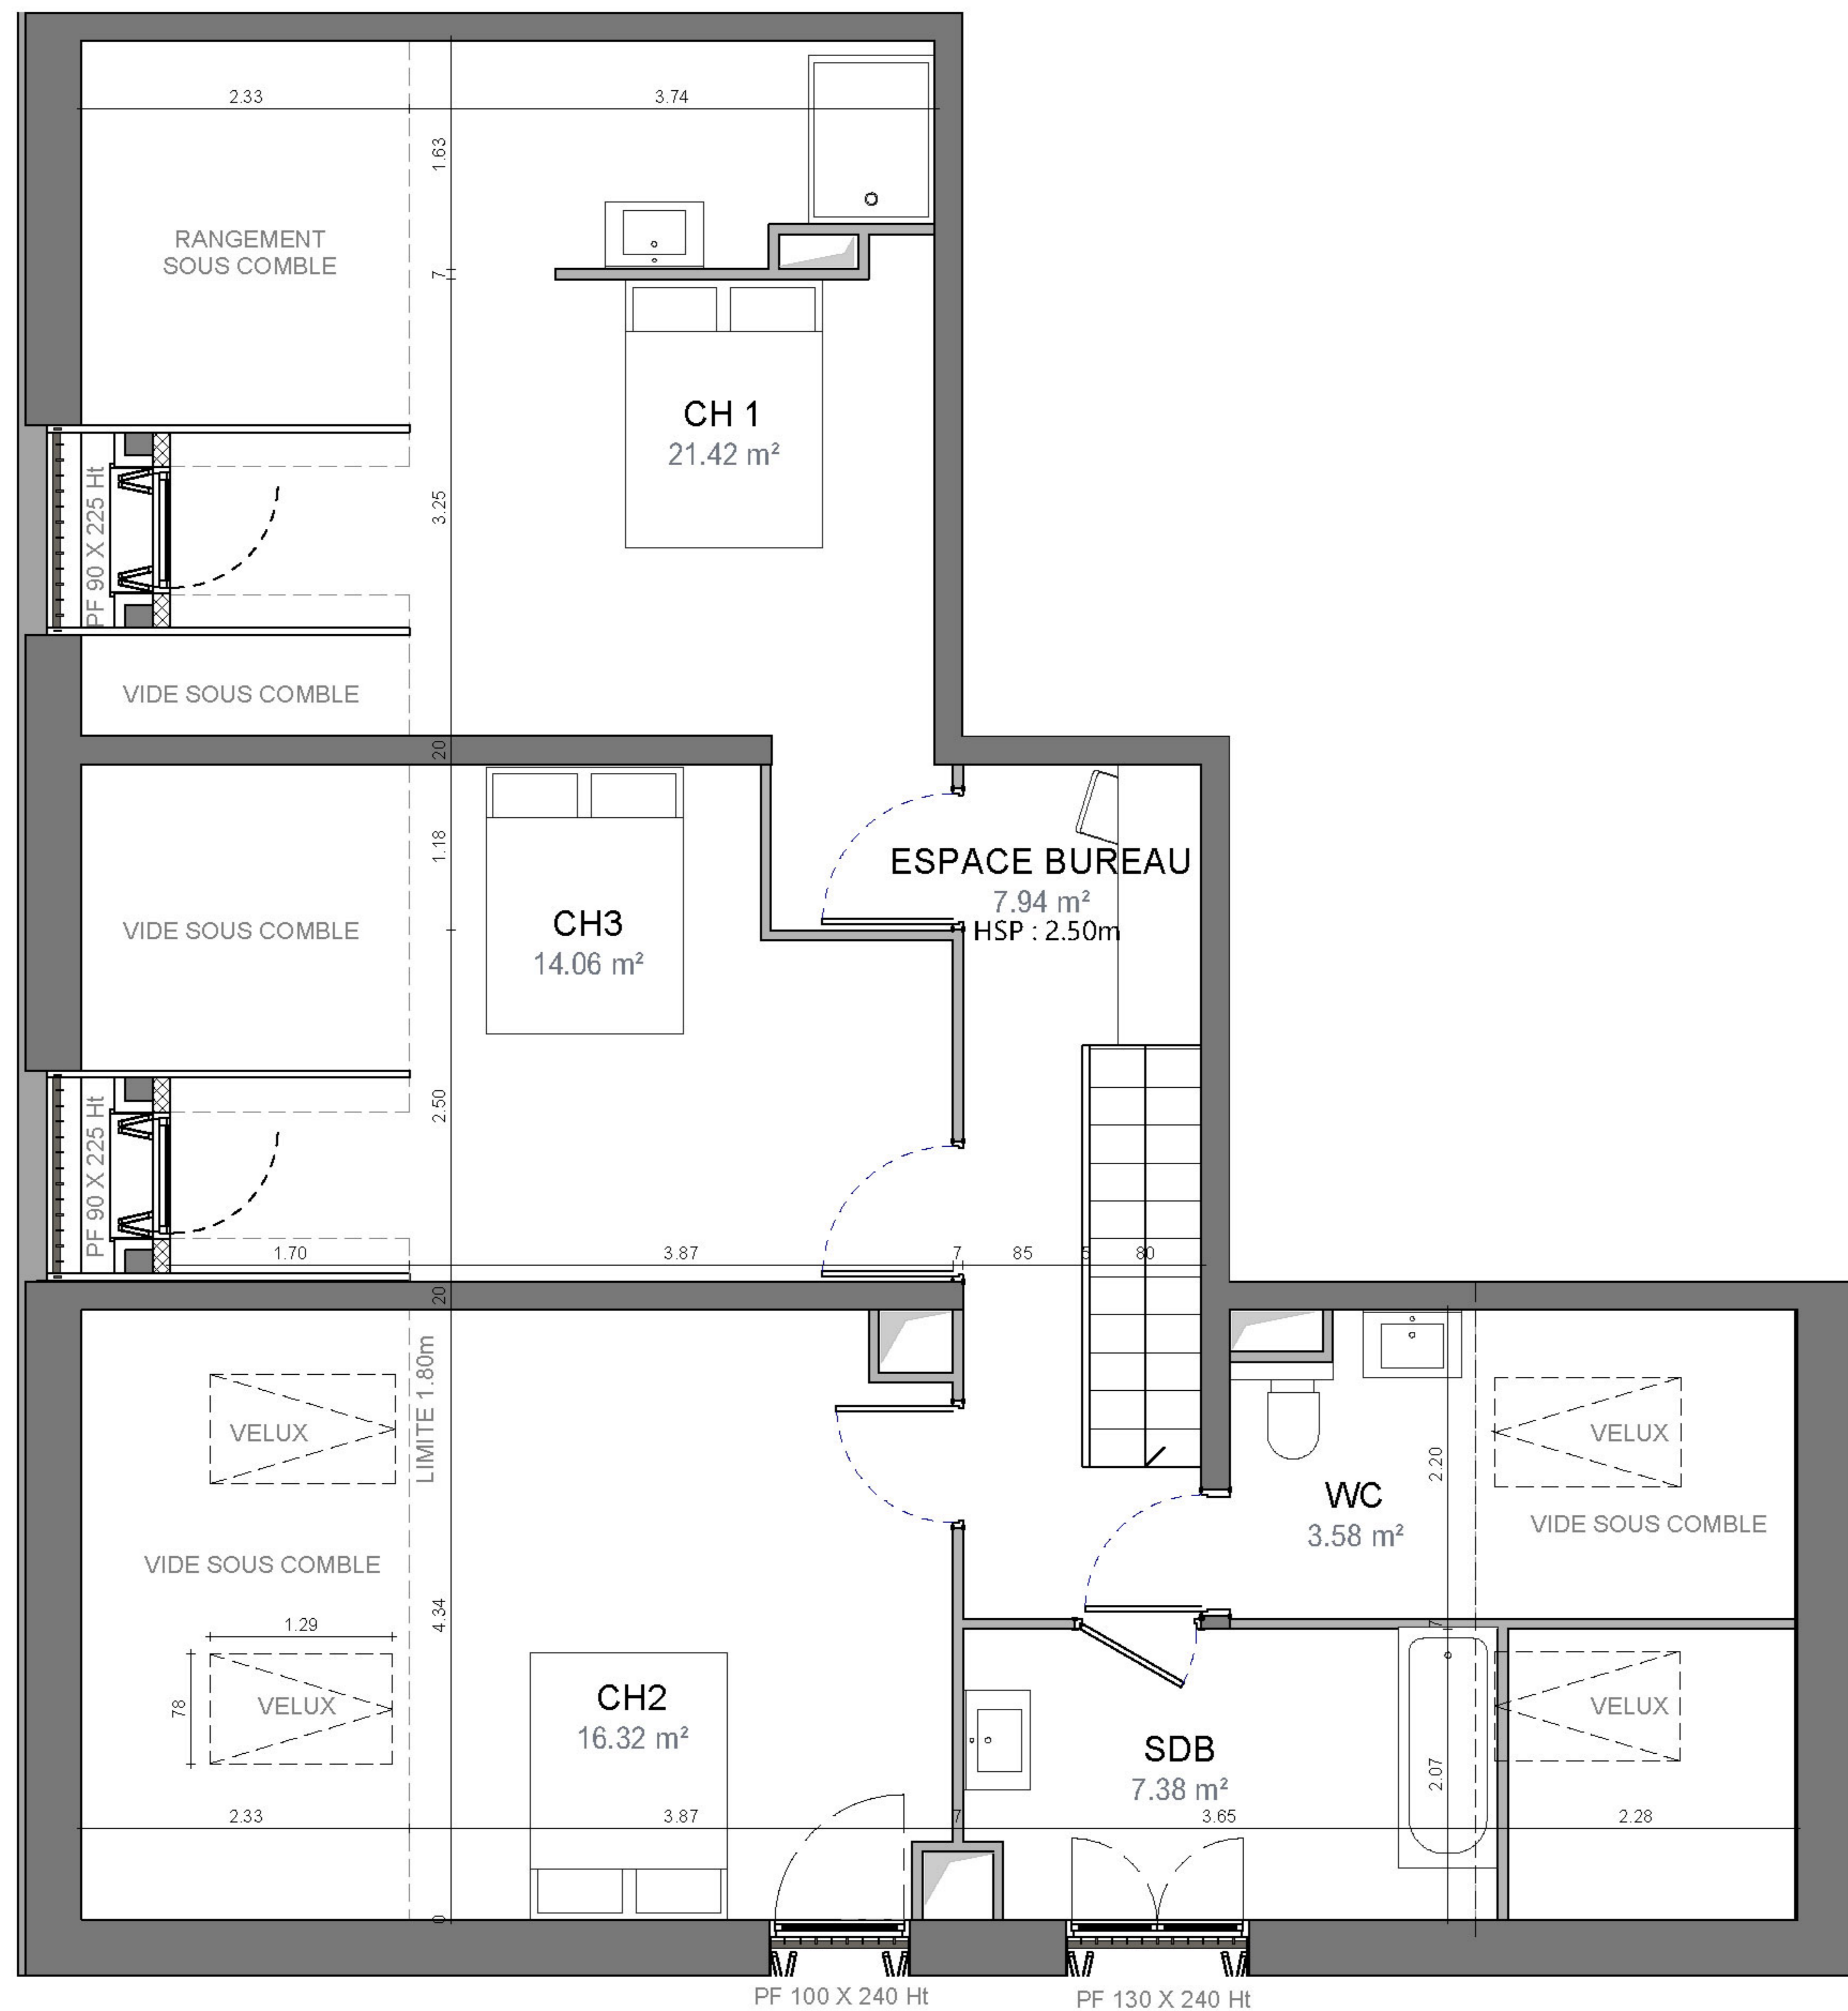 2.33
3.74
1.63
RANGEMENT
SOUS COMBLE
7
CH 1
21.42 m²
3.25
PF 90 X 225 Ht
VIDE SOUS COMBLE
20
1.18
ESPACE BUREAU
7.94 m²
HSP : 2.50m
VIDE SOUS COMBLE
CH3
14.06 m²
2.50
PF 90 X 225 Ht
1.70
3.87
7
85
5
80
20
LIMITE 1.80m
VELUX
VELUX
2.20
WC
3.58 m²
VIDE SOUS COMBLE
VIDE SOUS COMBLE
4.34
1.29
7
78
VELUX
CH2
16.32 m²
VELUX
SDB
7.38 m²
2.07
2.33
3.87
7
3.65
2.28
0
PF 100 X 240 Ht
PF 130 X 240 Ht